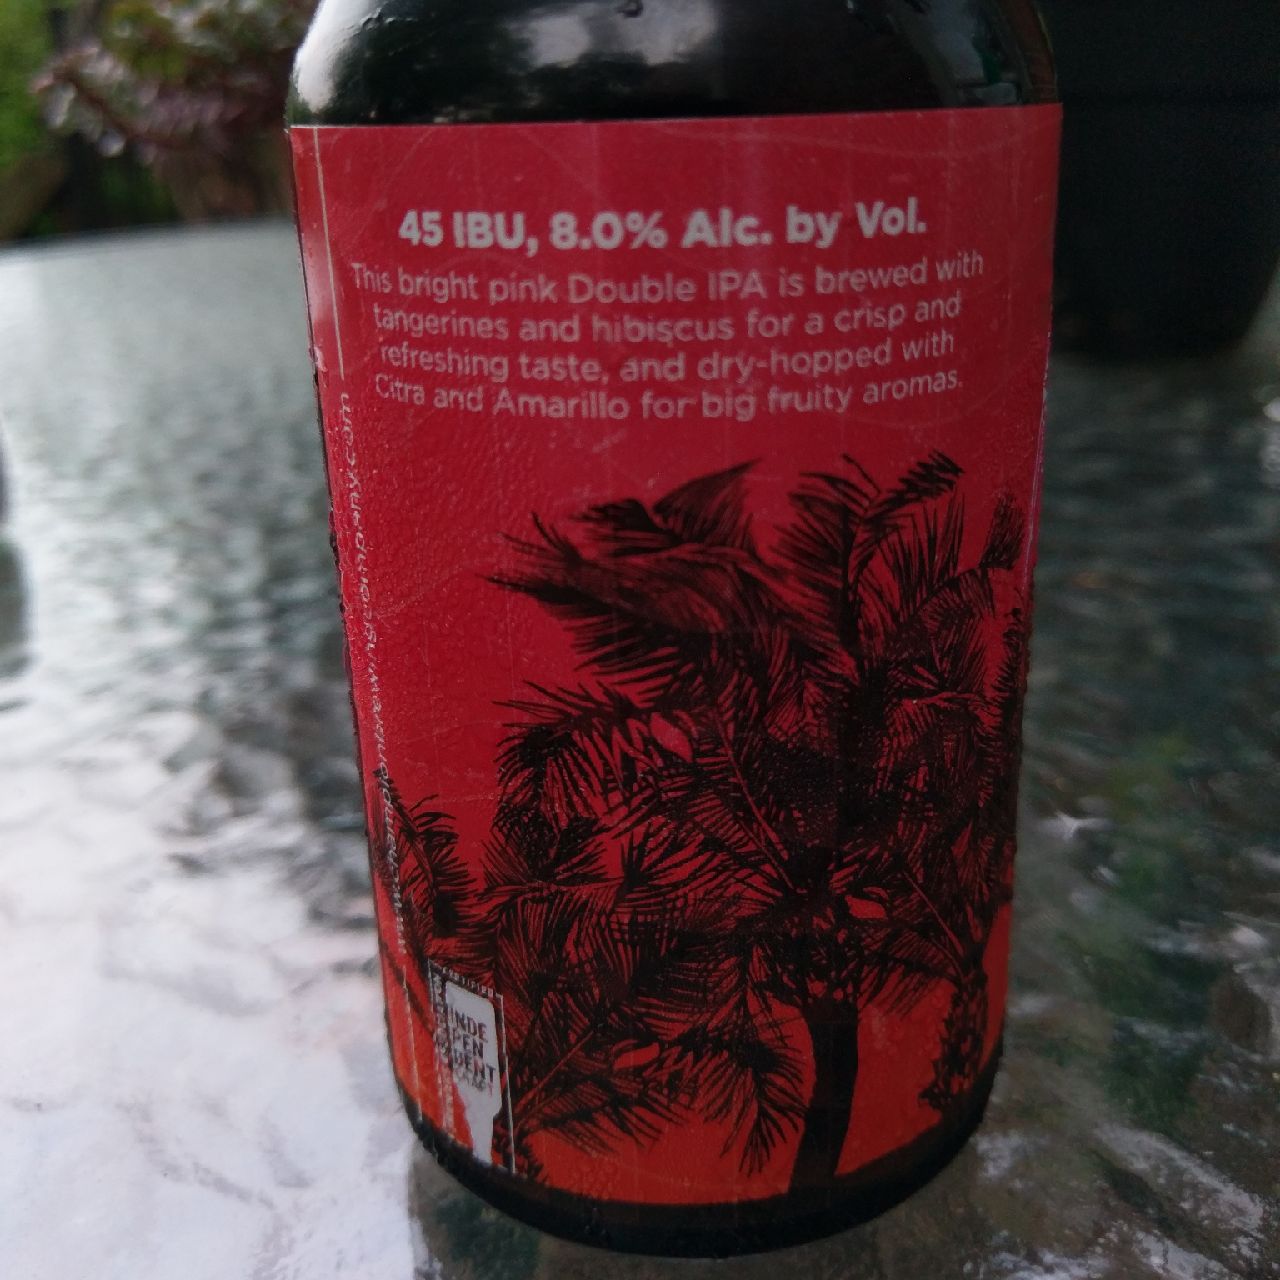 45 IBU, 8.0% Alc. by Vol.
This bright pink Double IPA is brewed with
tangerines and hibiscus for a crisp and
refreshing taste, and dry-hopped with
Citra and Amarillo for big fruity aromas.
INDE
PEN
DENT